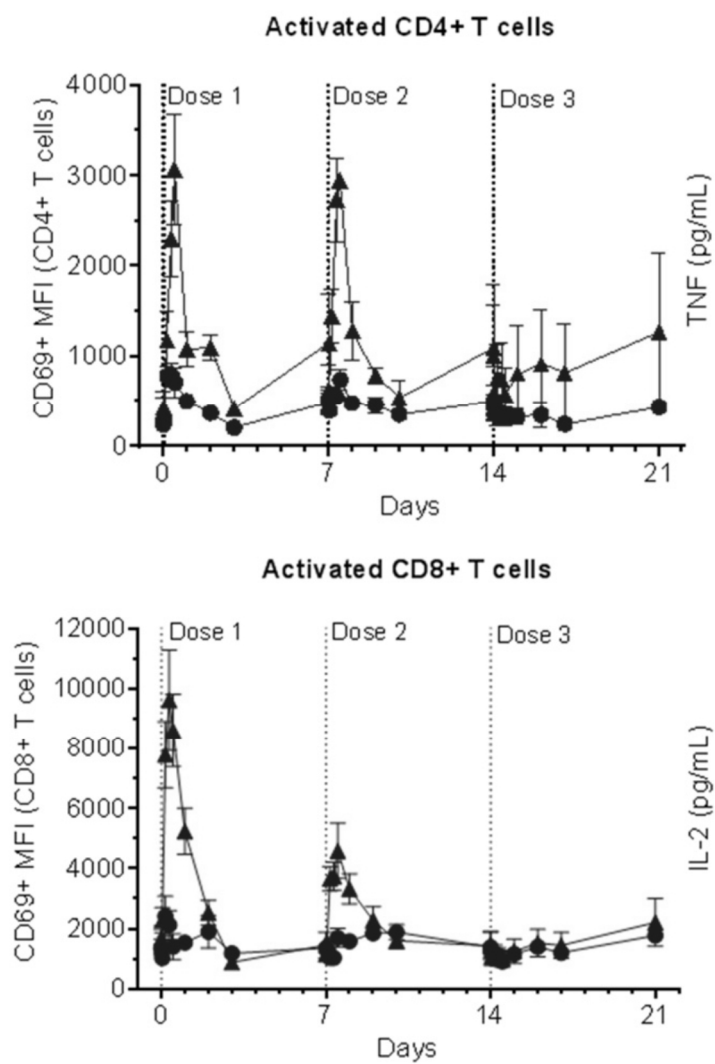 Activated CD4+ T cells
CD69+ MFI (CD4+ T cells)
4000
3000
2000
1000
0
Dose 1
Dose 2
Dose 3
0
7
14
21
Days
TNF (pg/mL)
Activated CD8+ T cells
CD69+ MFI (CD8+ T cells)
12000
10000
8000
6000
4000
2000
0
Dose 1
Dose 2
Dose 3
0
7
14
21
Days
IL-2 (pg/mL)